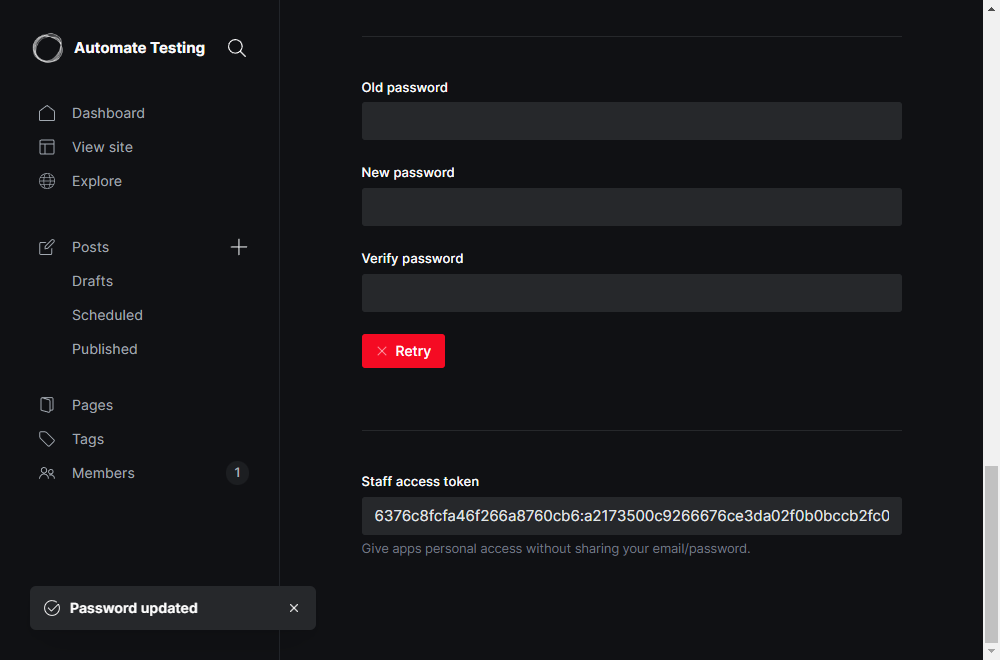 Automate Testing
Dashboard
View site
Explore
Posts
Drafts
Scheduled
Published
Pages
Tags
Members
1
Old password
New password
Verify password
Retry
Staff access token
6376c8fcfa46f266a8760cb6:a2173500c9266676ce3da02f0b0bccb2fc0
Give apps personal access without sharing your email/password.
Password updated